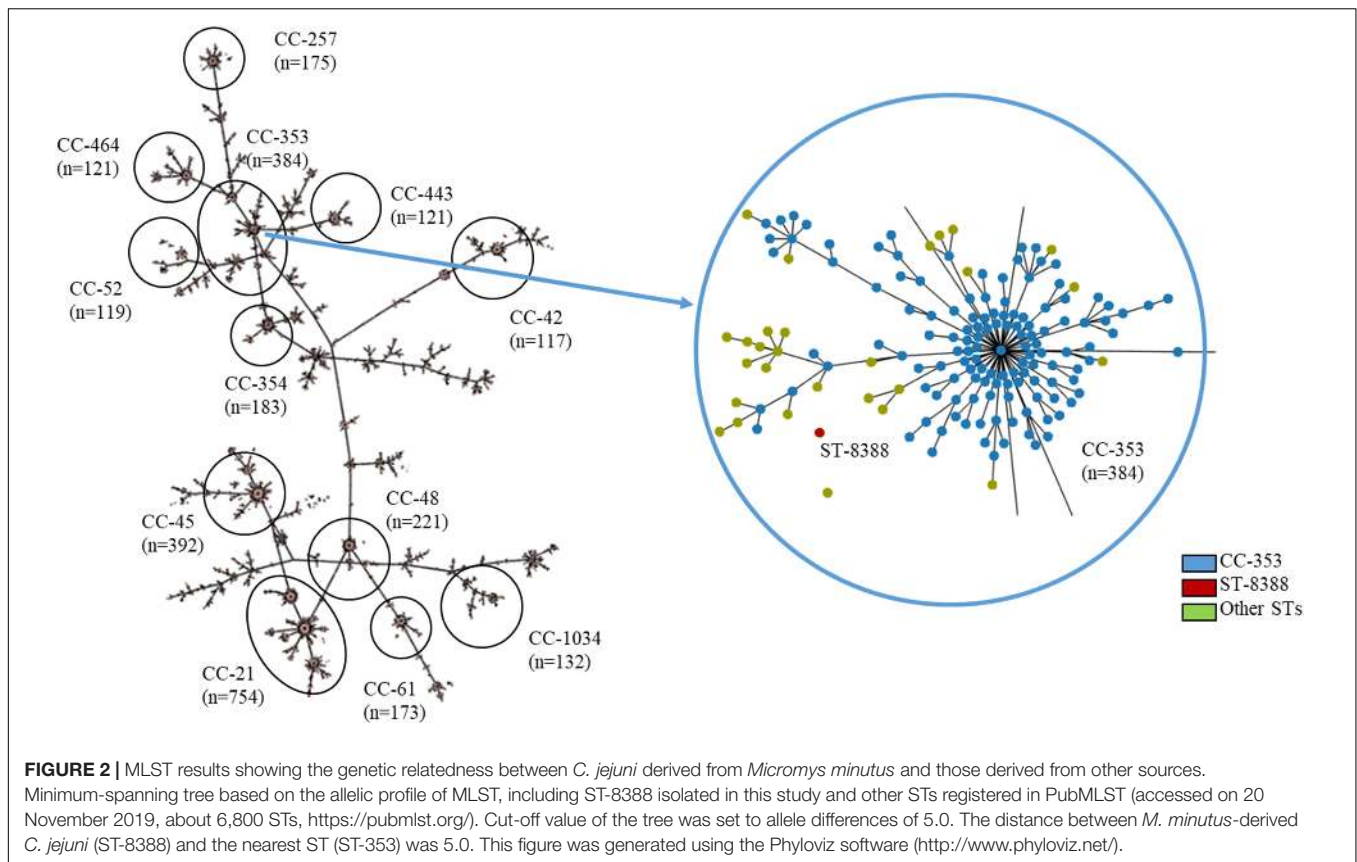 CC-257
(n=175)
CC-464
(n=121)
CC-353
(n=384)
CC-443
(n=121)
CC-52
(n=119)
CC-42
(n=117)
CC-354
(n=183)
CC-45
(n=392)
CC-48
(n=221)
CC-21
(n=754)
CC-61
(n=173)
CC-1034
(n=132)
ST-8388
CC-353
(n=384)
CC-353
ST-8388
Other STs
FIGURE 2 | MLST results showing the genetic relatedness between C. jejuni derived from Micromys minutus and those derived from other sources.
Minimum-spanning tree based on the allelic profile of MLST, including ST-8388 isolated in this study and other STs registered in PubMLST (accessed on 20
November 2019, about 6,800 STs, https://pubmlst.org/). Cut-off value of the tree was set to allele differences of 5.0. The distance between M. minutus-derived
C. jejuni (ST-8388) and the nearest ST (ST-353) was 5.0. This figure was generated using the Phyloviz software (http://www.phyloviz.net/).